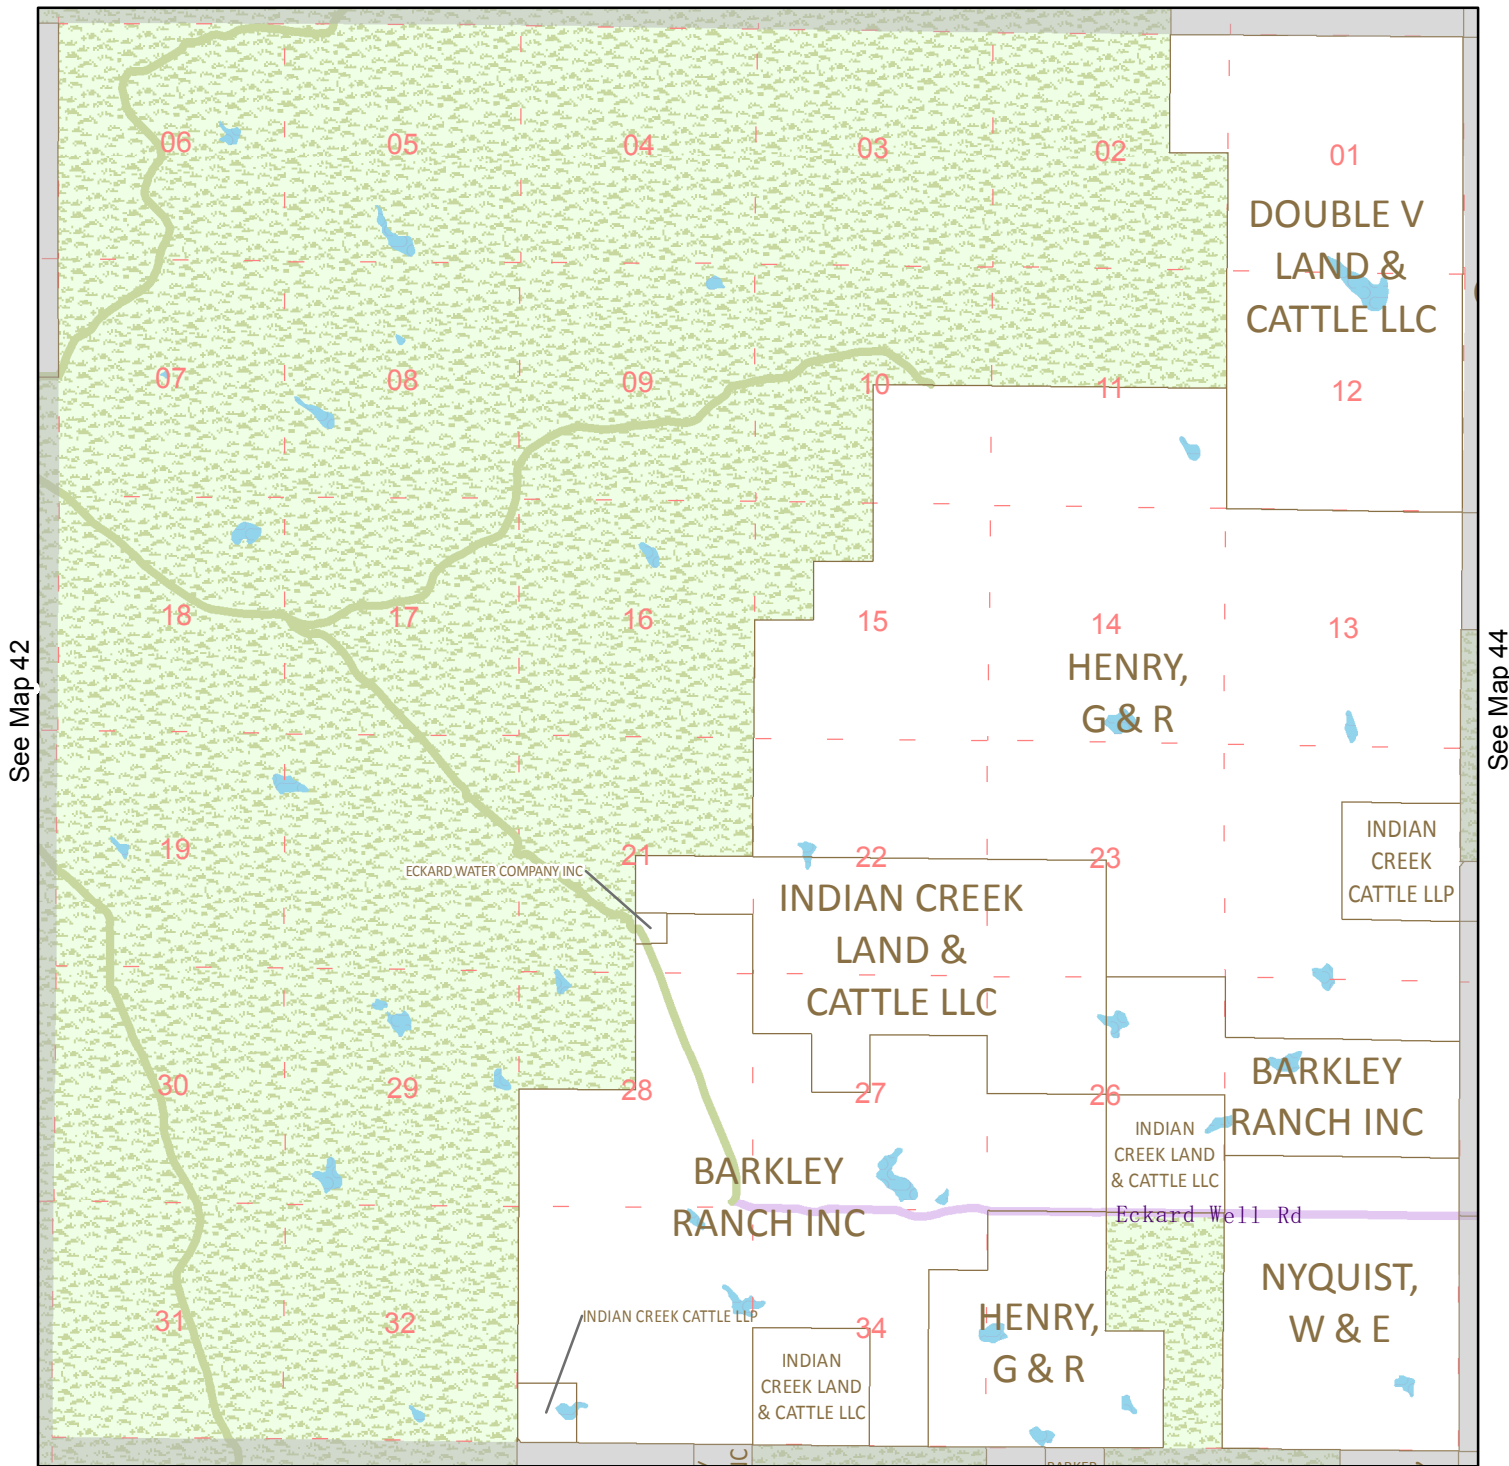 06
05
04
03
02
01
DOUBLE V
LAND &
CATTLE LLC
07
08
09
10
11
12
18
17
16
15
14
13
HENRY,
G & R
See Map 42
See Map 44
19
21
22
23
INDIAN
CREEK
CATTLE LLP
ECKARD WATER COMPANY INC
INDIAN CREEK
LAND &
CATTLE LLC
30
29
28
27
26
BARKLEY
RANCH INC
INDIAN
CREEK LAND
& CATTLE LLC
BARKLEY
RANCH INC
Eckard Well Rd
NYQUIST,
W & E
31
32
INDIAN CREEK CATTLE LLP
34
HENRY,
G & R
INDIAN
CREEK LAND
& CATTLE LLC